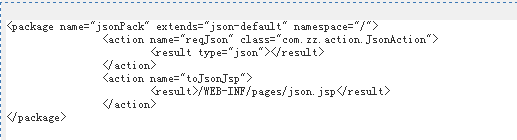 <package name="jsonPack" extends="json-default" namespace="/">
<action name="reqJson" class="com.zz.action.JsonAction">
<result type="json"></result>
</action>
<action name="toJsonJsp">
<result>/WEB-INF/pages/json.jsp</result>
</action>
</package>